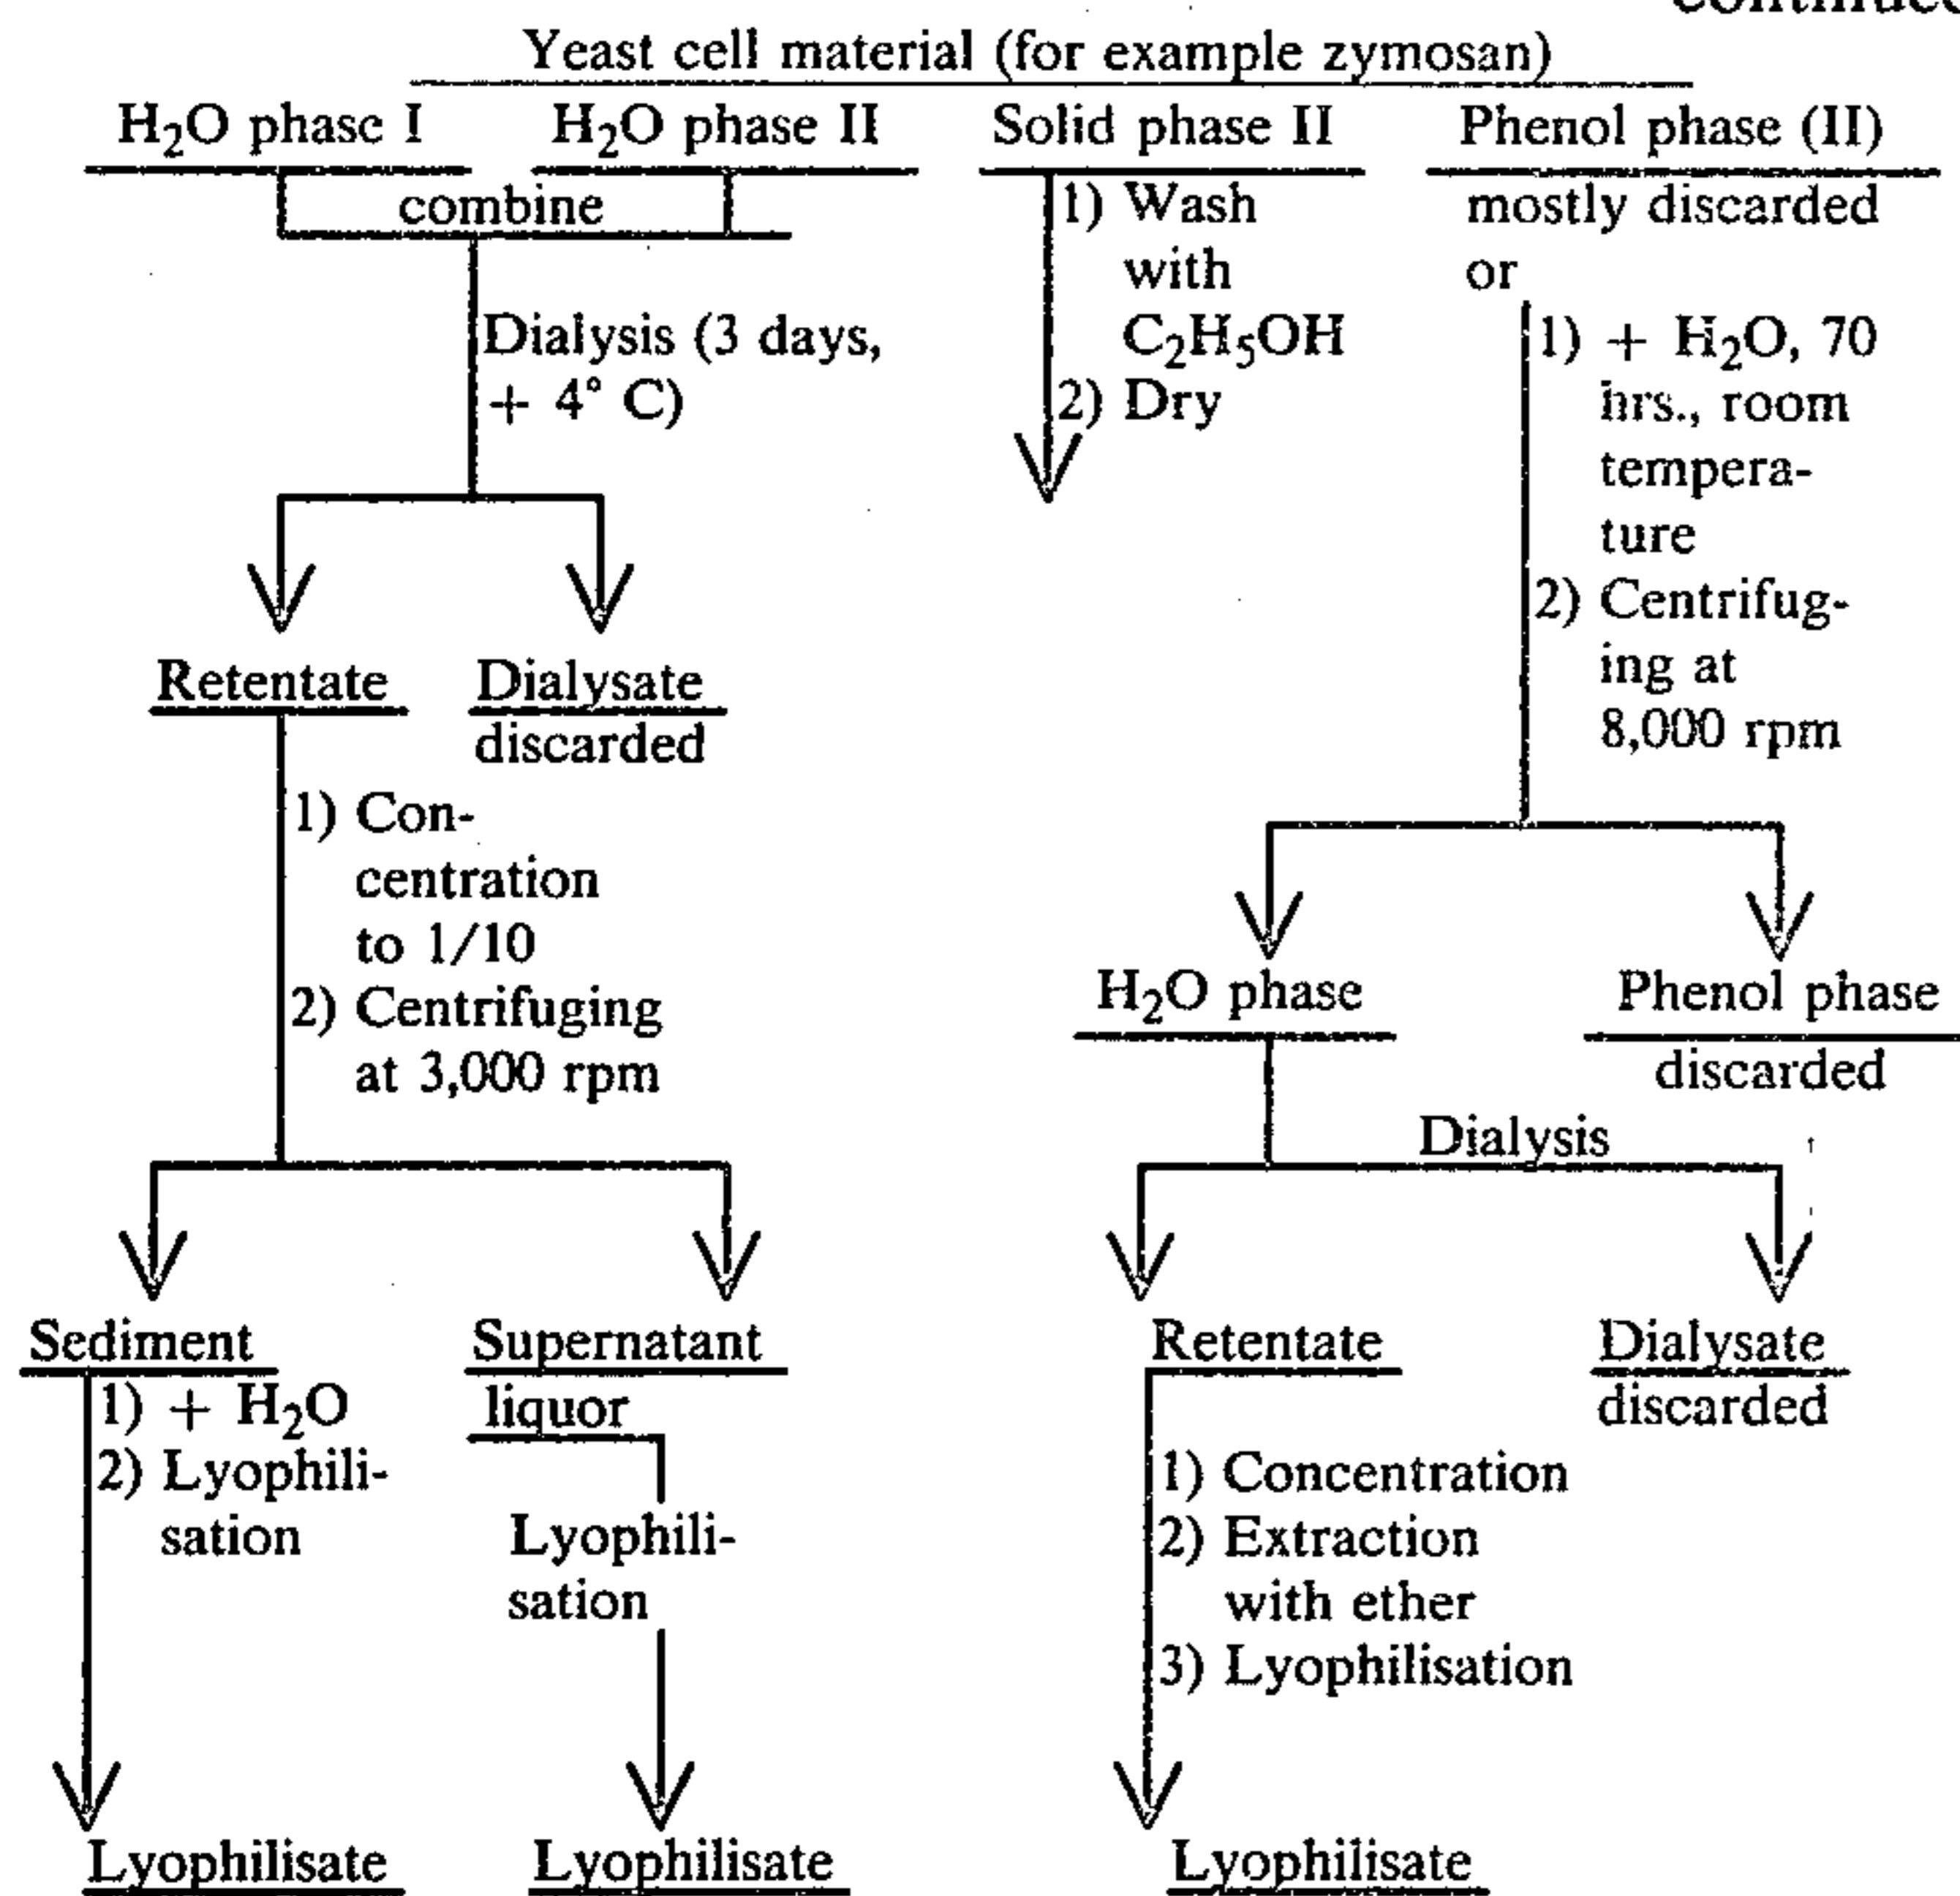 Yeast cell material (for example zymosan)
H₂O phase I H₂O phase II Solid phase II Phenol phase (II)
combine
1) Wash
with
C₂H₅OH
2) Dry
mostly discarded
or
Dialysis (3 days,
+ 4° C)
1) + H₂O, 70
hrs., room
tempera-
ture
2) Centrifug-
ing at
8,000 rpm
Retentate Dialysate
discarded
1) Con-
centration
to 1/10
2) Centrifuging
at 3,000 rpm
H₂O phase Phenol phase
discarded
Dialysis
Sediment Supernatant
liquor
1) + H₂O
2) Lyophili-
sation
Lyophili-
sation
Retentate Dialysate
discarded
1) Concentration
2) Extraction
with ether
3) Lyophilisation
Lyophilisate Lyophilisate Lyophilisate